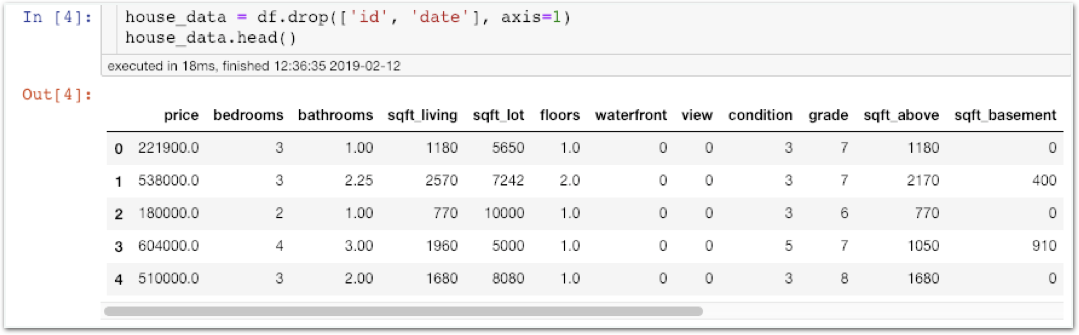 In [4]: house_data = df.drop(['id', 'date'], axis=1)
house_data.head()
executed in 18ms, finished 12:36:35 2019-02-12
Out[4]:
price bedrooms bathrooms sqft_living sqft_lot floors waterfront view condition grade sqft_above sqft_basement
0 221900.0 3 1.00 1180 5650 1.0 0 0 3 7 1180 0
1 538000.0 3 2.25 2570 7242 2.0 0 0 3 7 2170 400
2 180000.0 2 1.00 770 10000 1.0 0 0 3 6 770 0
3 604000.0 4 3.00 1960 5000 1.0 0 0 5 7 1050 910
4 510000.0 3 2.00 1680 8080 1.0 0 0 3 8 1680 0